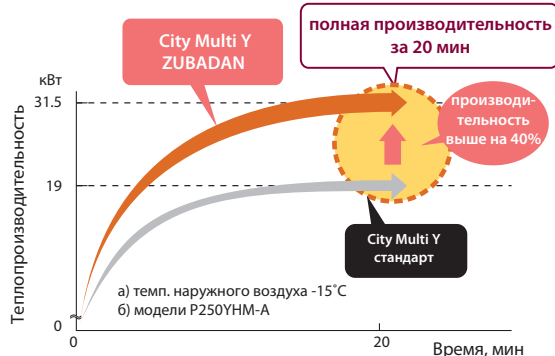 полная производительность
за 20 мин
City Multi Y
ZUBADAN
кВт
31.5
производи-
тельность
выше на 40%
19
City Multi Y
стандарт
Теплопроизводительность
а) темп. наружного воздуха -15˚С
б) модели P250YHM-A
0
0
20
Время, мин